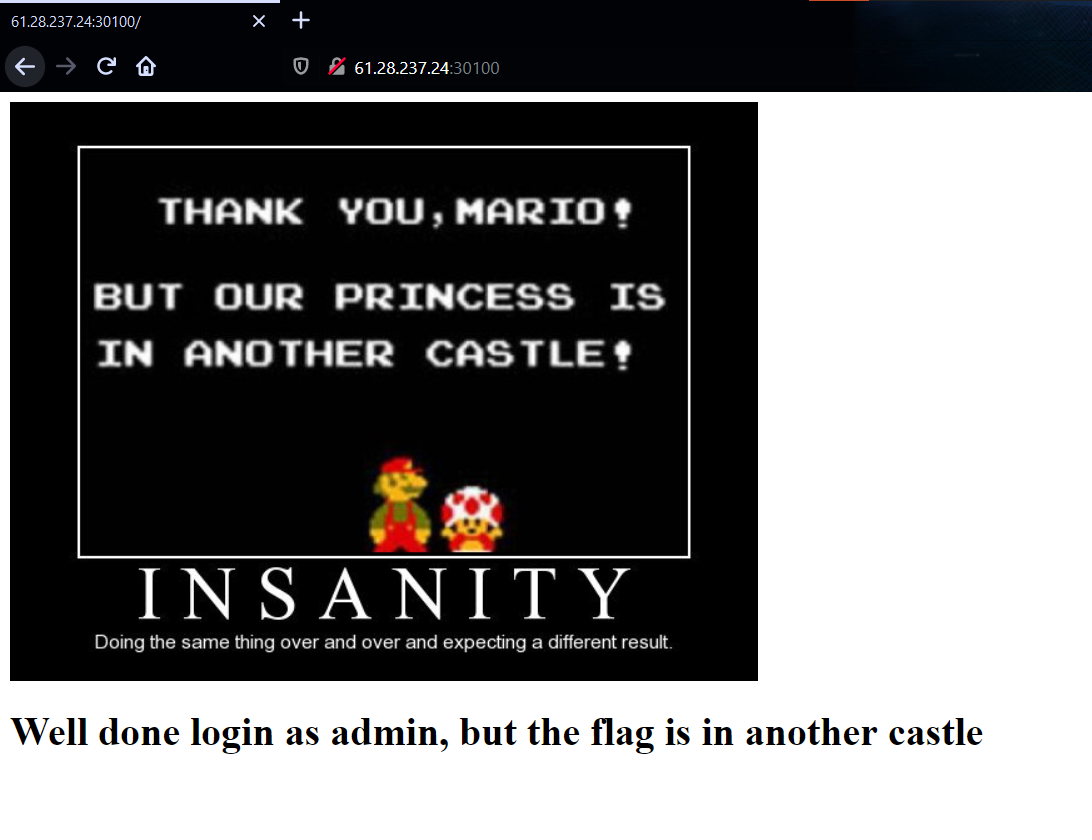 61.28.237.24:30100/
61.28.237.24:30100
THANK YOU, MARIO!
BUT OUR PRINCESS IS
IN ANOTHER CASTLE!
INSANITY
Doing the same thing over and over and expecting a different result.
Well done login as admin, but the flag is in another castle